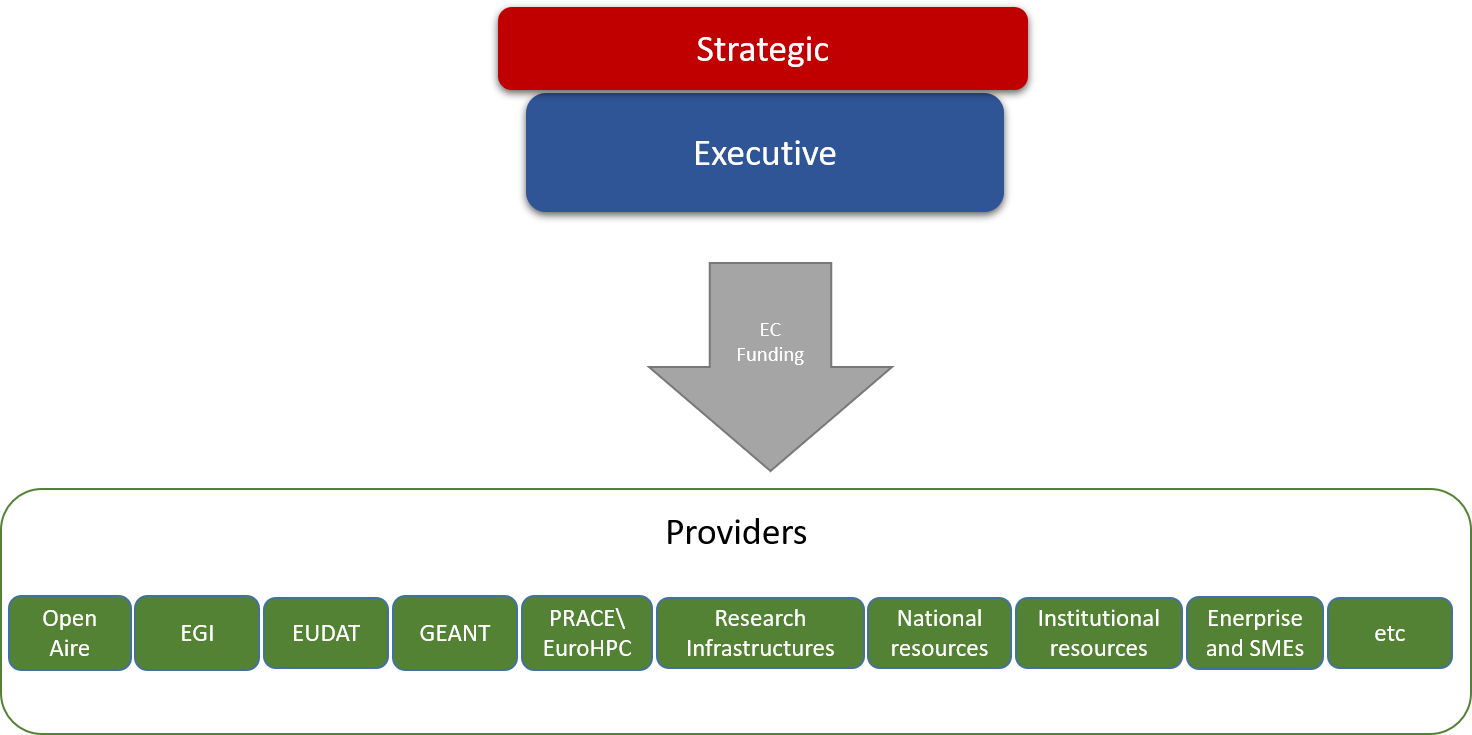 Strategic
Executive
EC
Funding
Providers
Open
Aire
EGI
EUDAT
GEANT
PRACE\
EuroHPC
Research
Infrastructures
National
resources
Institutional
resources
Enerprise
and SMEs
etc